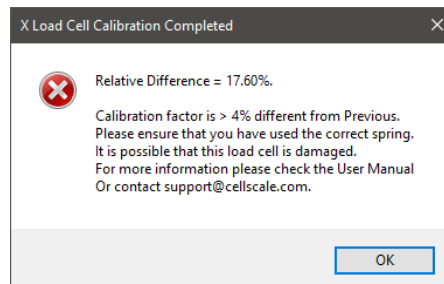 X Load Cell Calibration Completed
Relative Difference = 17.60%.
Calibration factor is > 4% different from Previous.
Please ensure that you have used the correct spring.
It is possible that this load cell is damaged.
For more information please check the User Manual
Or contact support@cellscale.com.
OK